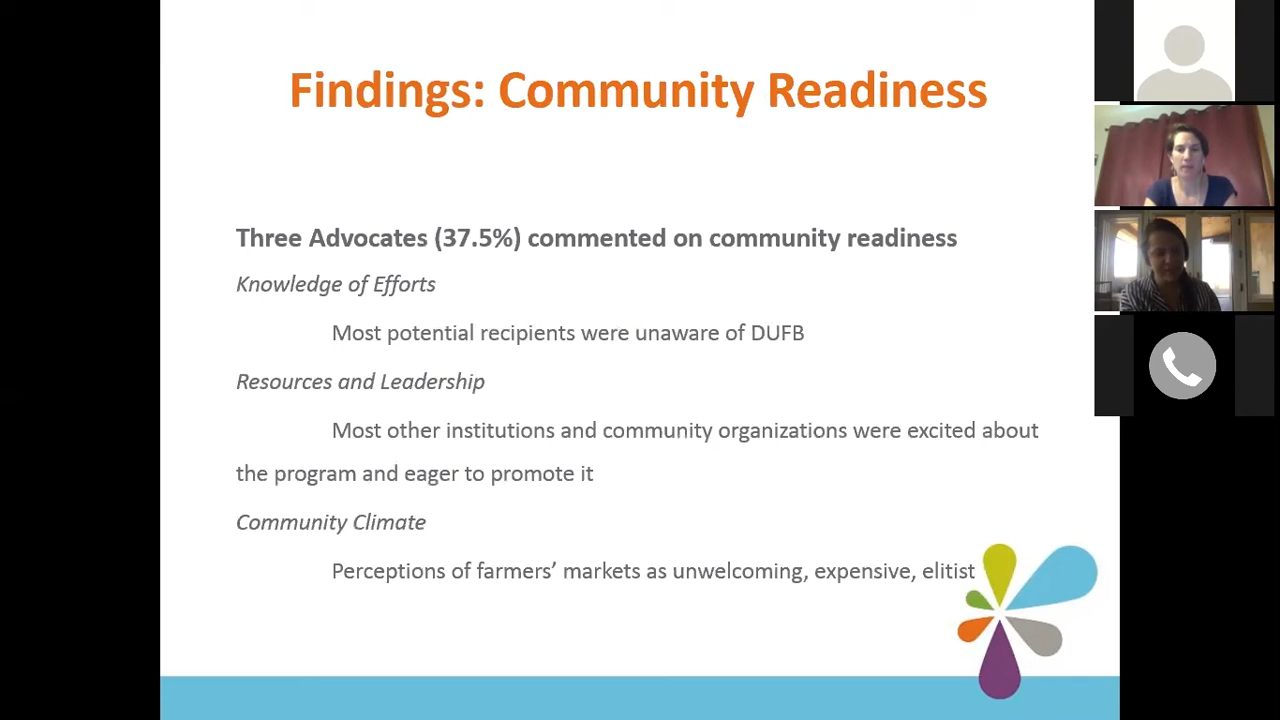 Findings: Community Readiness
Three Advocates (37.5%) commented on community readiness
Knowledge of Efforts
Most potential recipients were unaware of DUFB
Resources and Leadership
Most other institutions and community organizations were excited about
the program and eager to promote it
Community Climate
Perceptions of farmers’ markets as unwelcoming, expensive, elitist